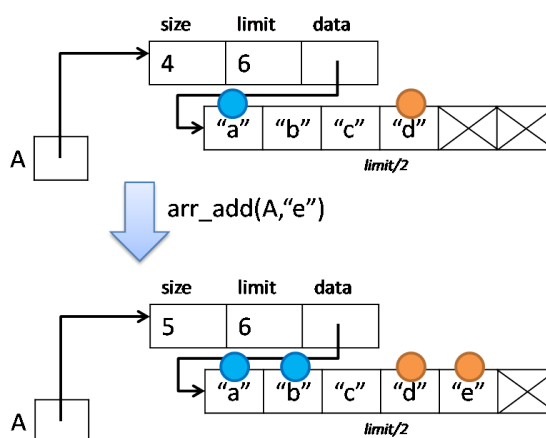 size limit data
4 6
“a” “b” “c” “d”
A
limit/2
arr_add(A,“e”)
size limit data
5 6
“a” “b” “c” “d” “e”
A
limit/2